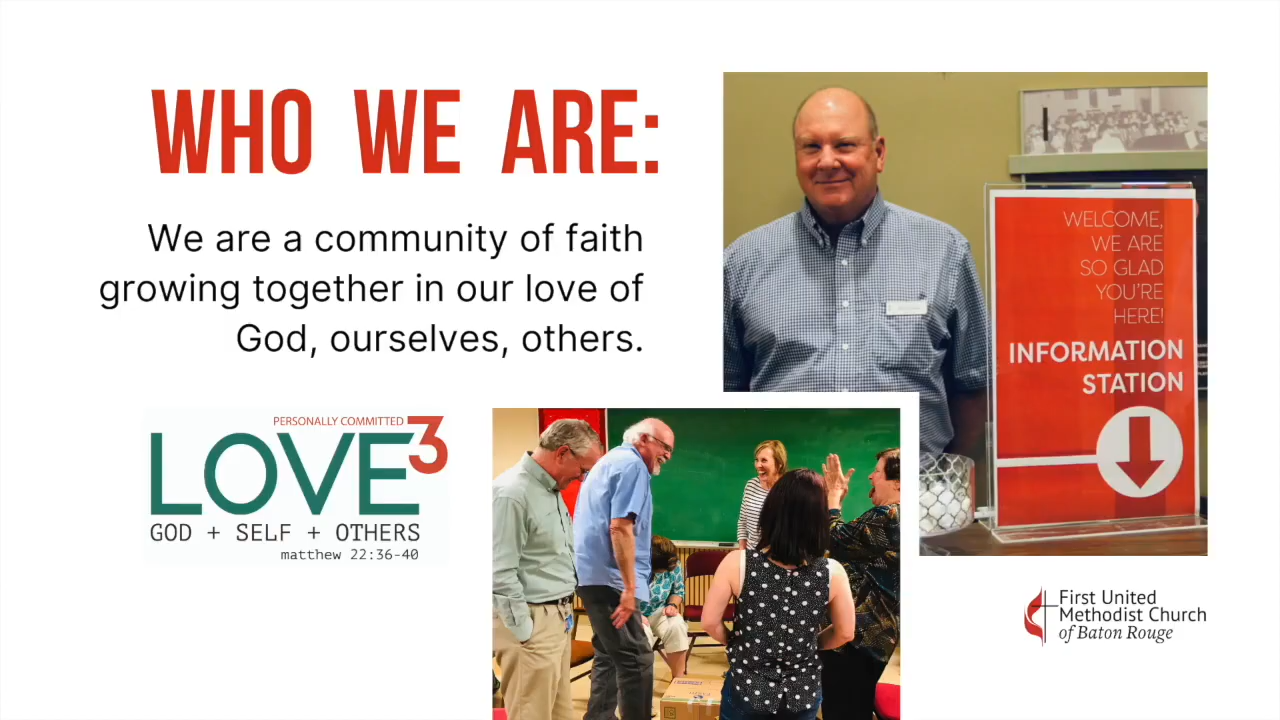 WHO WE ARE:
We are a community of faith
growing together in our love of
God, ourselves, others.
PERSONALLY COMMITTED
LOVE3
GOD + SELF + OTHERS
matthew 22:36-40
WELCOME,
WE ARE
SO GLAD
YOU'RE
HERE!
INFORMATION
STATION
First United
Methodist Church
of Baton Rouge